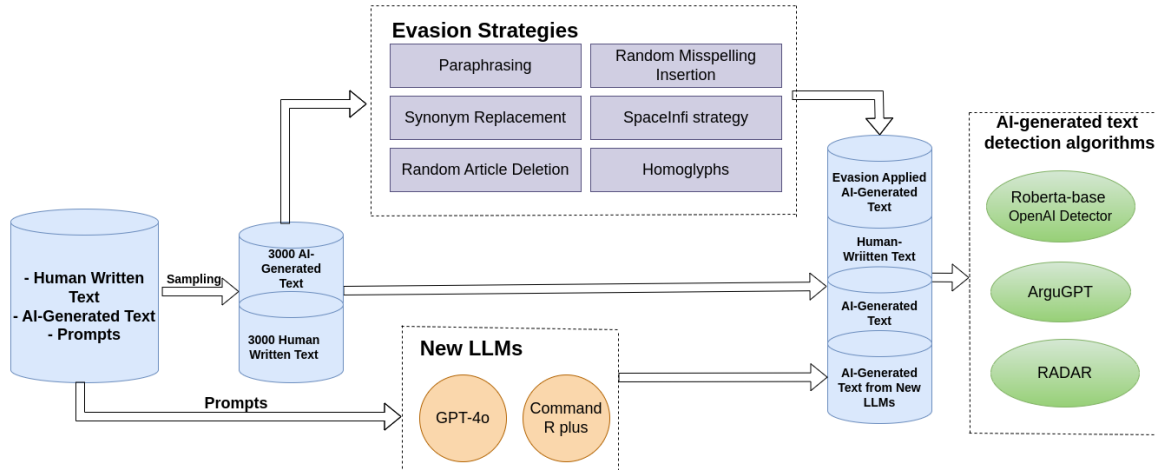 Evasion Strategies
Paraphrasing
Random Misspelling
Insertion
Synonym Replacement
SpaceInfi strategy
Random Article Deletion
Homoglyphs
- Human Written
Text
- AI-Generated Text
- Prompts
Sampling
3000 AI-
Generated
Text
3000 Human
Written Text
Prompts
New LLMs
GPT-4o
Command
R plus
Evasion Applied
AI-Generated
Text
Human-
Wriitten Text
AI-Generated
Text
AI-Generated
Text from New
LLMs
AI-generated text
detection algorithms
Roberta-base
OpenAI Detector
ArguGPT
RADAR